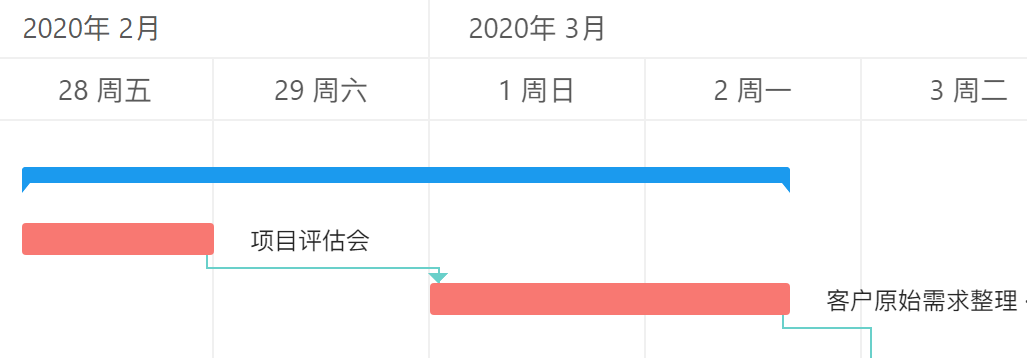 2020年 2月 2020年 3月
28 周五 29 周六 1 周日 2 周一 3 周二
项目评估会
客户原始需求整理